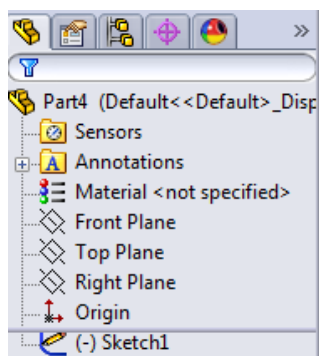 Part4 (Default<<Default>_Disp
Sensors
Annotations
Material <not specified>
Front Plane
Top Plane
Right Plane
Origin
(-) Sketch1